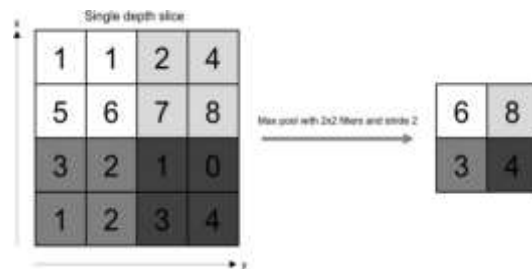 Single depth slice
x
1 1 2 4
5 6 7 8
3 2 1 0
1 2 3 4
y
Max pool with 2x2 filters and stride 2
6 8
3 4